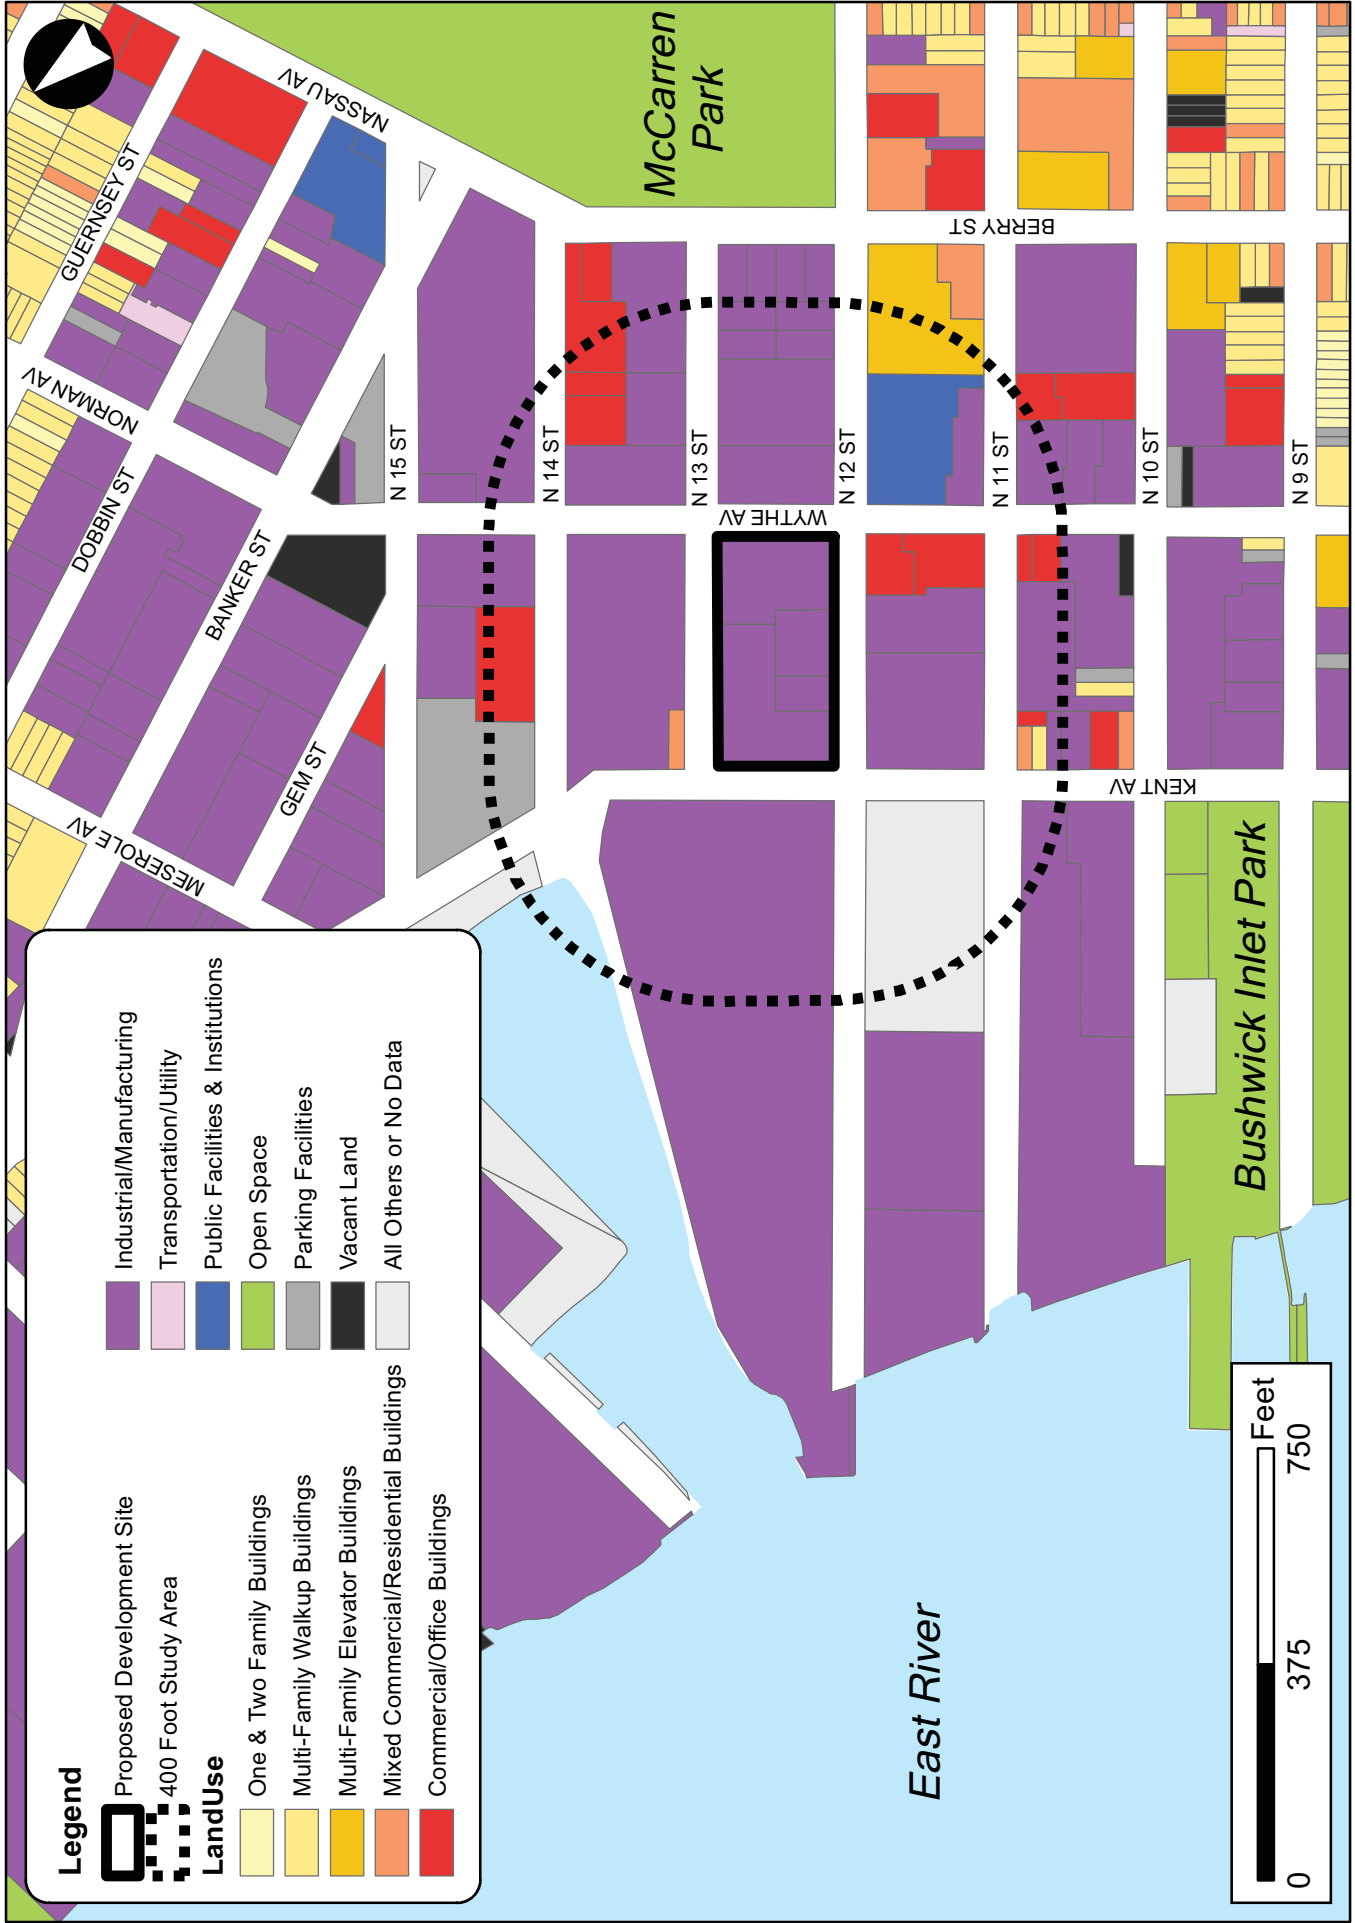 Legend
Proposed Development Site
400 Foot Study Area
LandUse
One & Two Family Buildings
Multi-Family Walkup Buildings
Multi-Family Elevator Buildings
Mixed Commercial/Residential Buildings
Commercial/Office Buildings
Industrial/Manufacturing
Transportation/Utility
Public Facilities & Institutions
Open Space
Parking Facilities
Vacant Land
All Others or No Data
MESEROLE AV
GEM ST
BANKER ST
DOBBIN ST
NORMAN AV
GUERNSEY ST
NASSAU AV
N 15 ST
N 14 ST
N 13 ST
N 12 ST
N 11 ST
N 10 ST
N 9 ST
WYTHE AV
KENT AV
BERRY ST
McCarren
Park
Bushwick Inlet Park
East River
0 375 750
Feet